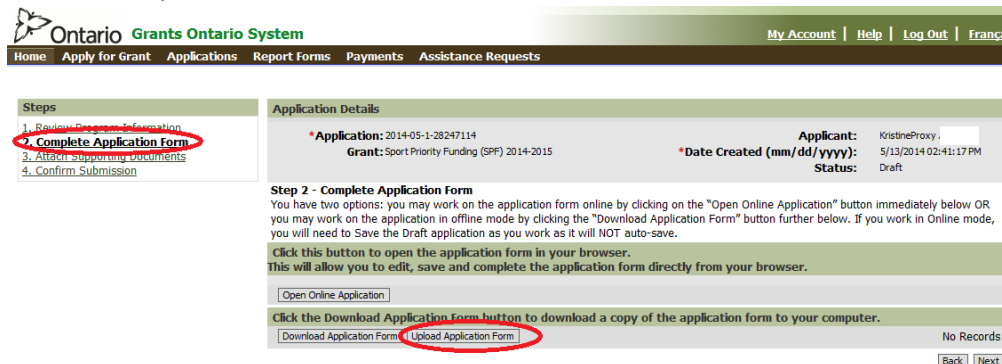 Ontario Grants Ontario System
My Account | Help | Log Out | Franç
Home Apply for Grant Applications Report Forms Payments Assistance Requests
Steps
1. Review Program Information
2. Complete Application Form
3. Attach Supporting Documents
4. Confirm Submission
Application Details
*Application: 2014-05-1-28247114
Applicant: KristineProxy
Grant: Sport Priority Funding (SPF) 2014-2015
*Date Created (mm/dd/yyyy): 5/13/2014 02:41:17 PM
Status: Draft
Step 2 - Complete Application Form
You have two options: you may work on the application form online by clicking on the "Open Online Application" button immediately below OR
you may work on the application in offline mode by clicking the "Download Application Form" button further below. If you work in Online mode,
you will need to Save the Draft application as you work as it will NOT auto-save.
Click this button to open the application form in your browser.
This will allow you to edit, save and complete the application form directly from your browser.
Open Online Application
Click the Download Application Form button to download a copy of the application form to your computer.
Download Application Form Upload Application Form
No Records
Back Next